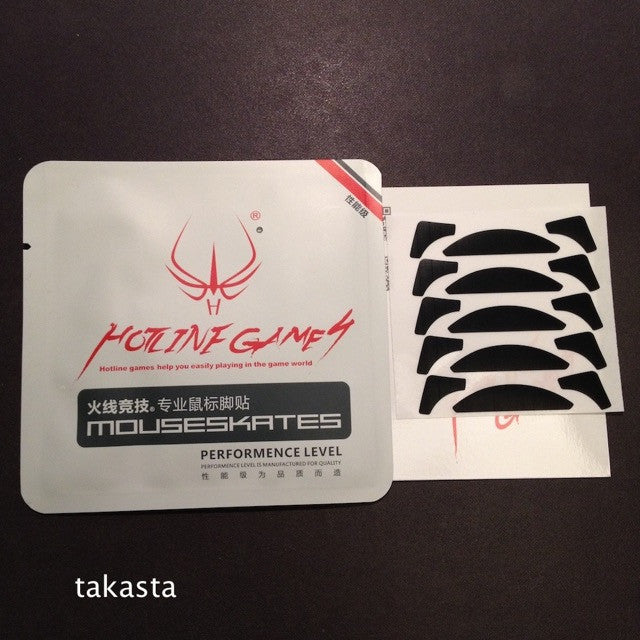 性能级
®
HOTLINE GAMES
Hotline games help you easily playing in the game world
火线竞技®专业鼠标脚贴
MOUSESKATES
PERFORMENCE LEVEL
PERFORMENCE LEVEL IS MANUFACTURED FOR QUALITY
性能级为品质而造
takasta